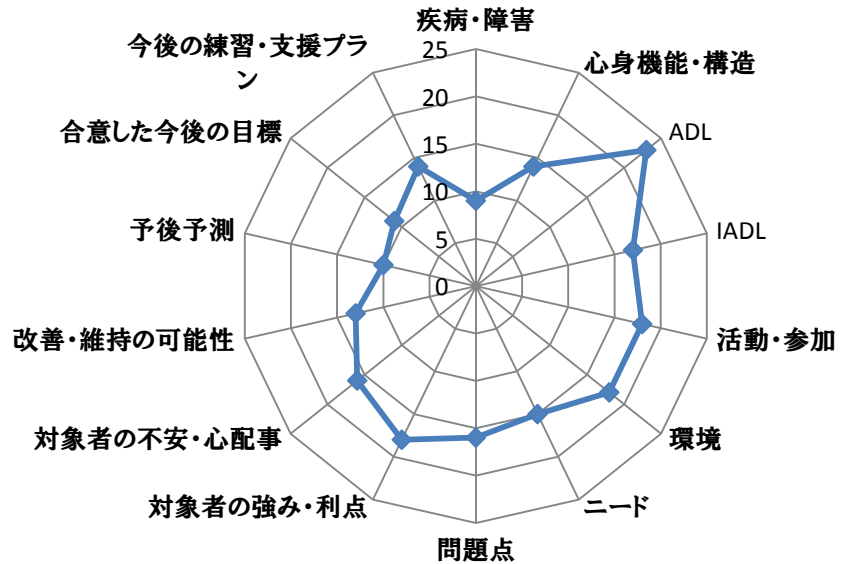 疾病・障害
心身機能・構造
ADL
IADL
活動・参加
環境
ニード
問題点
対象者の強み・利点
対象者の不安・心配事
改善・維持の可能性
予後予測
合意した今後の目標
今後の練習・支援プラ
ン
25
20
15
10
5
0